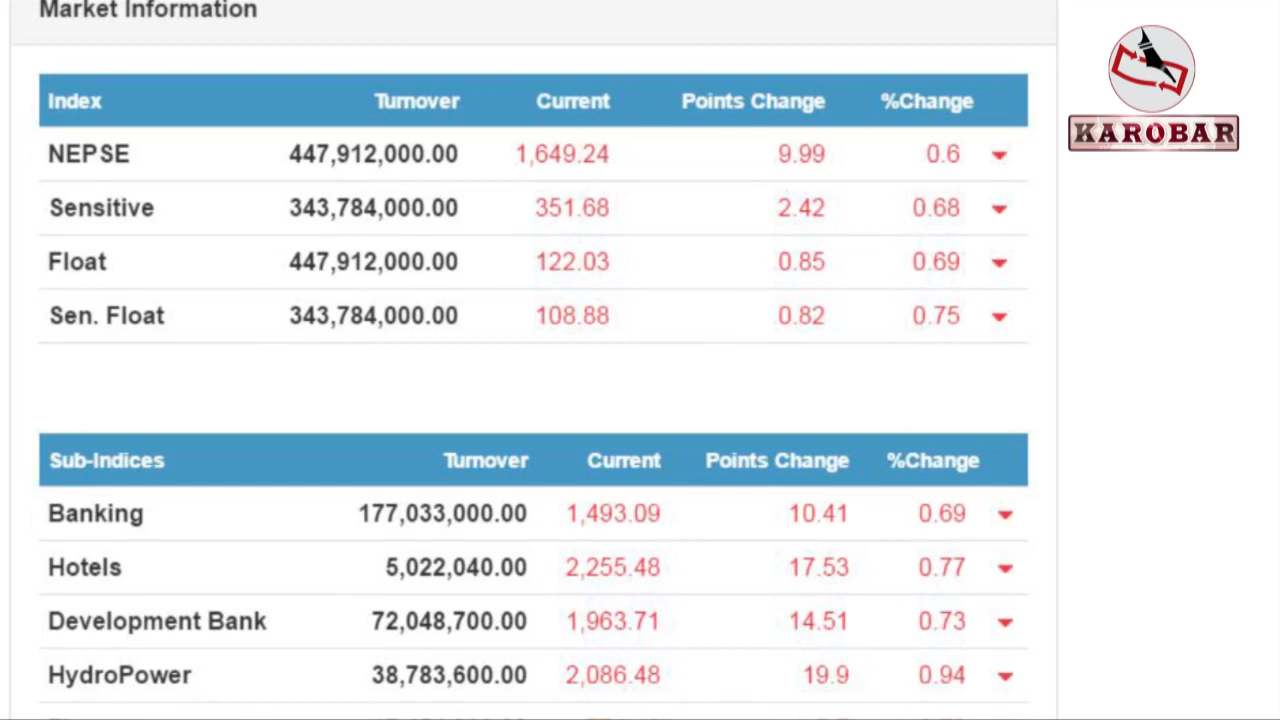 Market Information
KAROBAR
Index Turnover Current Points Change %Change
NEPSE 447,912,000.00 1,649.24 9.99 0.6
Sensitive 343,784,000.00 351.68 2.42 0.68
Float 447,912,000.00 122.03 0.85 0.69
Sen. Float 343,784,000.00 108.88 0.82 0.75
Sub-Indices Turnover Current Points Change %Change
Banking 177,033,000.00 1,493.09 10.41 0.69
Hotels 5,022,040.00 2,255.48 17.53 0.77
Development Bank 72,048,700.00 1,963.71 14.51 0.73
HydroPower 38,783,600.00 2,086.48 19.9 0.94